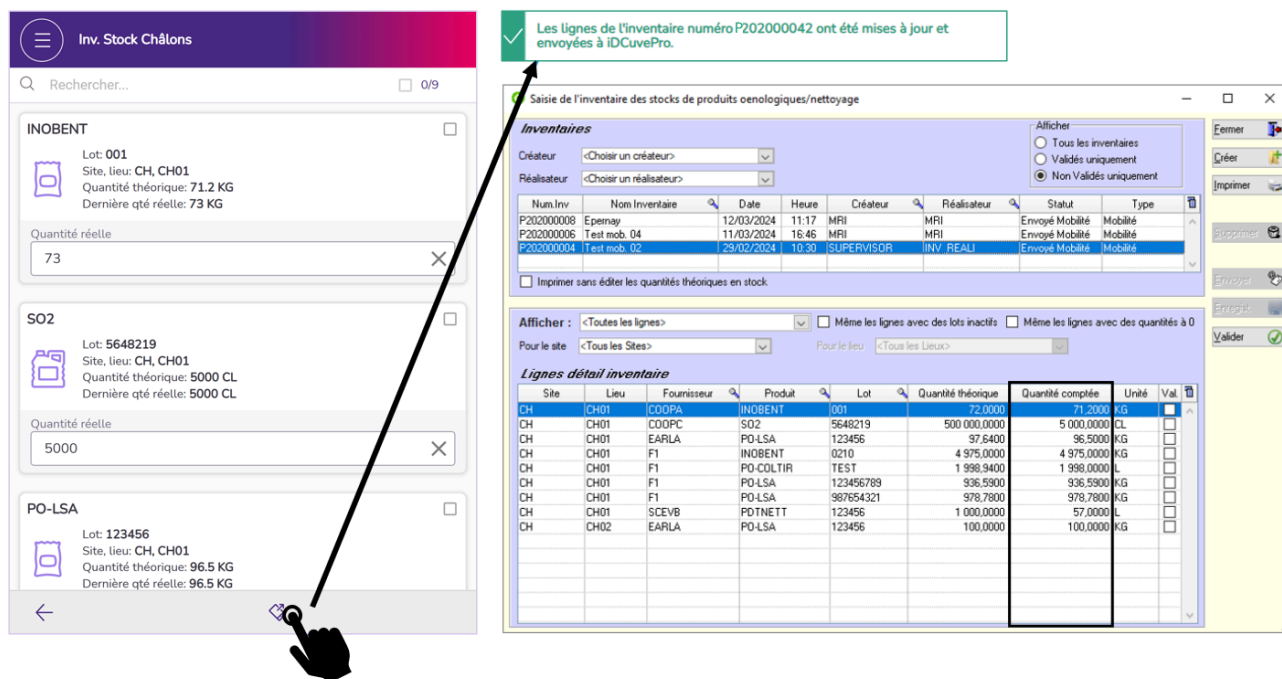 Inv. Stock Châlons
Rechercher...
0/9
INOBENT
Lot: 001
Site, lieu: CH, CH01
Quantité théorique: 71.2 KG
Dernière qté réelle: 73 KG
Quantité réelle
73
SO2
Lot: 5648219
Site, lieu: CH, CH01
Quantité théorique: 5000 CL
Dernière qté réelle: 5000 CL
Quantité réelle
5000
PO-LSA
Lot: 123456
Site, lieu: CH, CH01
Quantité théorique: 96.5 KG
Dernière qté réelle: 96.5 KG
Les lignes de l'inventaire numéro P202000042 ont été mises à jour et
envoyées à iDCuvePro.
Saisie de l'inventaire des stocks de produits oenologiques/nettoyage
Inventaires
Créateur <Choisir un créateur>
Réalisateur <Choisir un réalisateur>
Afficher
Tous les inventaires
Validés uniquement
Non Validés uniquement
Num.Inv Nom Inventaire Date Heure Créateur Réalisateur Statut Type
P202000008 Epernay 12/03/2024 11:17 MRI MRI Envoyé Mobilité Mobilité
P202000006 Test mob. 04 11/03/2024 16:46 MRI MRI Envoyé Mobilité Mobilité
P202000004 Test mob. 02 29/02/2024 10:30 SUPERVISOR INV_REALI Envoyé Mobilité Mobilité
Imprimer sans éditer les quantités théoriques en stock
Afficher : <Toutes les lignes> Même les lignes avec des lots inactifs Même les lignes avec des quantités à 0
Pour le site <Tous les Sites> Pour le lieu <Tous les Lieux>
Lignes détail inventaire
Site Lieu Fournisseur Produit Lot Quantité théorique Quantité comptée Unité Val.
CH CH01 COOPA INOBENT 001 72,0000 71,2000 KG
CH CH01 COOPC SO2 5648219 500 000,0000 5 000,0000 CL
CH CH01 EARLA PO-LSA 123456 97,6400 96,5000 KG
CH CH01 F1 INOBENT 0210 4 975,0000 4 975,0000 KG
CH CH01 F1 PO-COLTIR TEST 1 998,9400 1 998,0000 L
CH CH01 F1 PO-LSA 123456789 936,5900 936,5900 KG
CH CH01 F1 PO-LSA 987654321 978,7800 978,7800 KG
CH CH01 SCEVB PDTNETT 123456 1 000,0000 57,0000 L
CH CH02 EARLA PO-LSA 123456 100,0000 100,0000 KG
Fermer
Créer
Imprimer
Supprimer
Envoyer
Enregist.
Valider